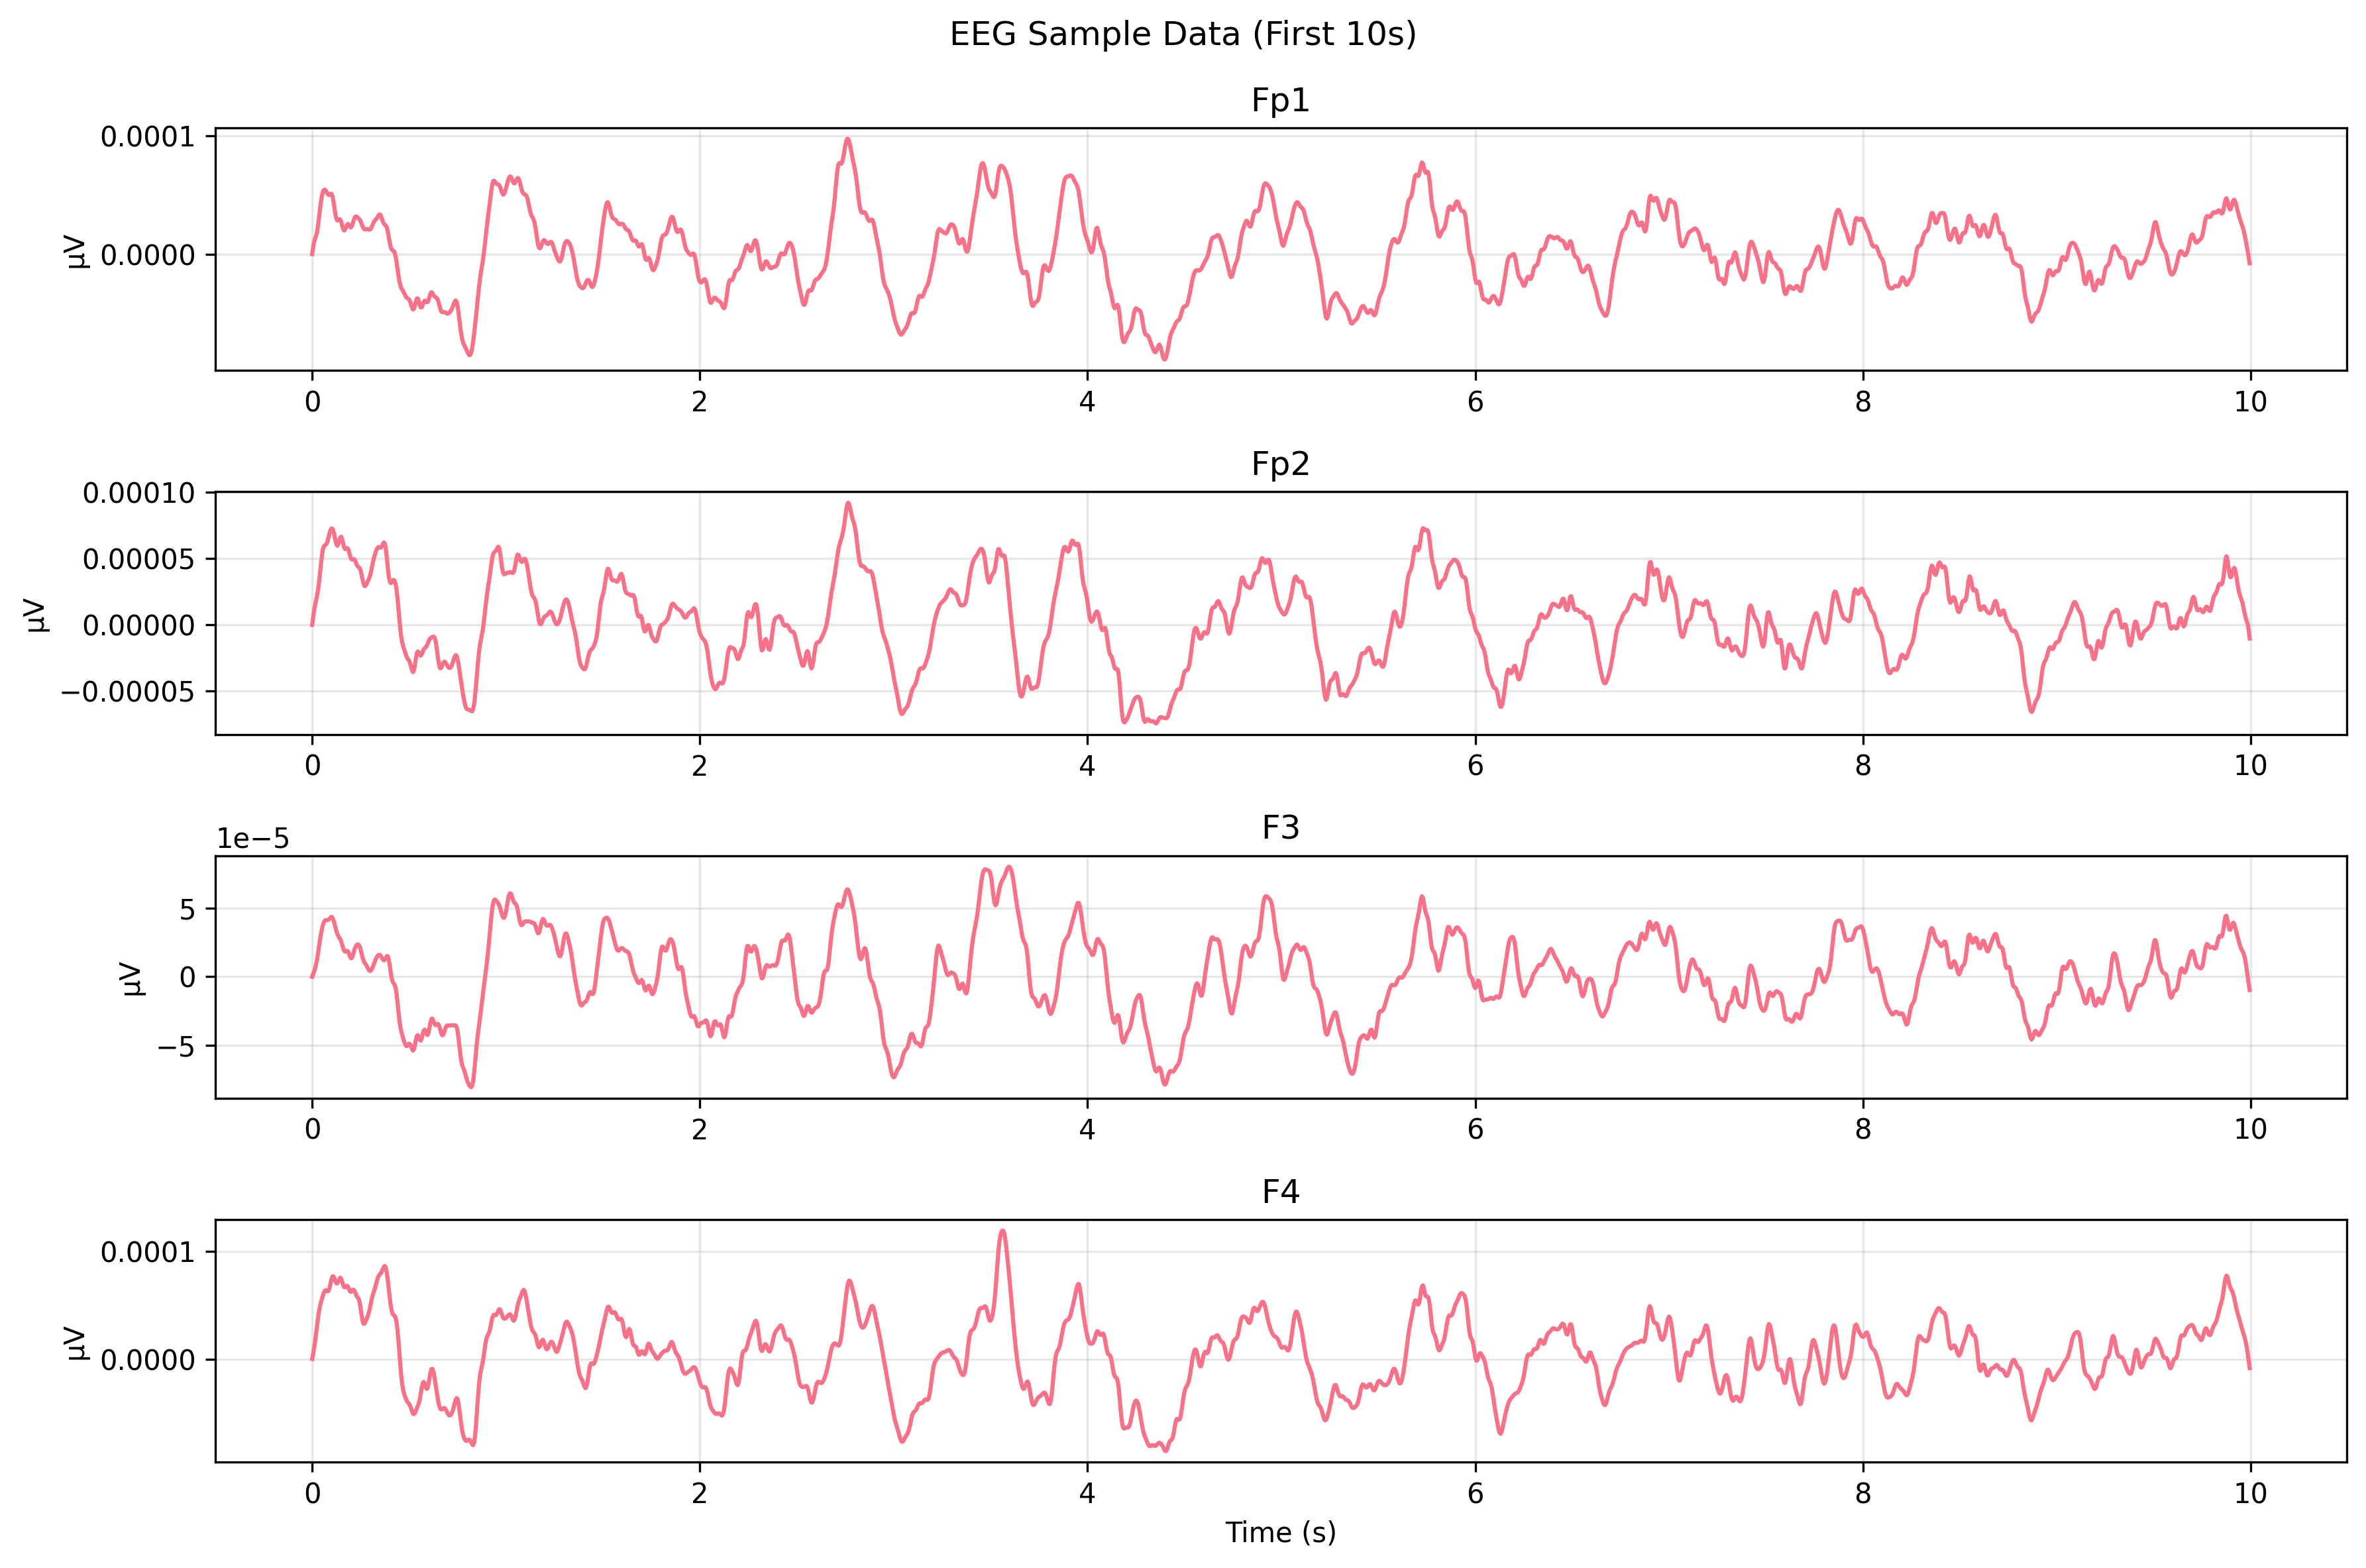 EEG Sample Data (First 10s)
Fp1
µV
0.0001
0.0000
0 2 4 6 8 10
Fp2
µV
0.00010
0.00005
0.00000
−0.00005
0 2 4 6 8 10
F3
1e−5
µV
5
0
−5
0 2 4 6 8 10
F4
µV
0.0001
0.0000
0 2 4 6 8 10
Time (s)